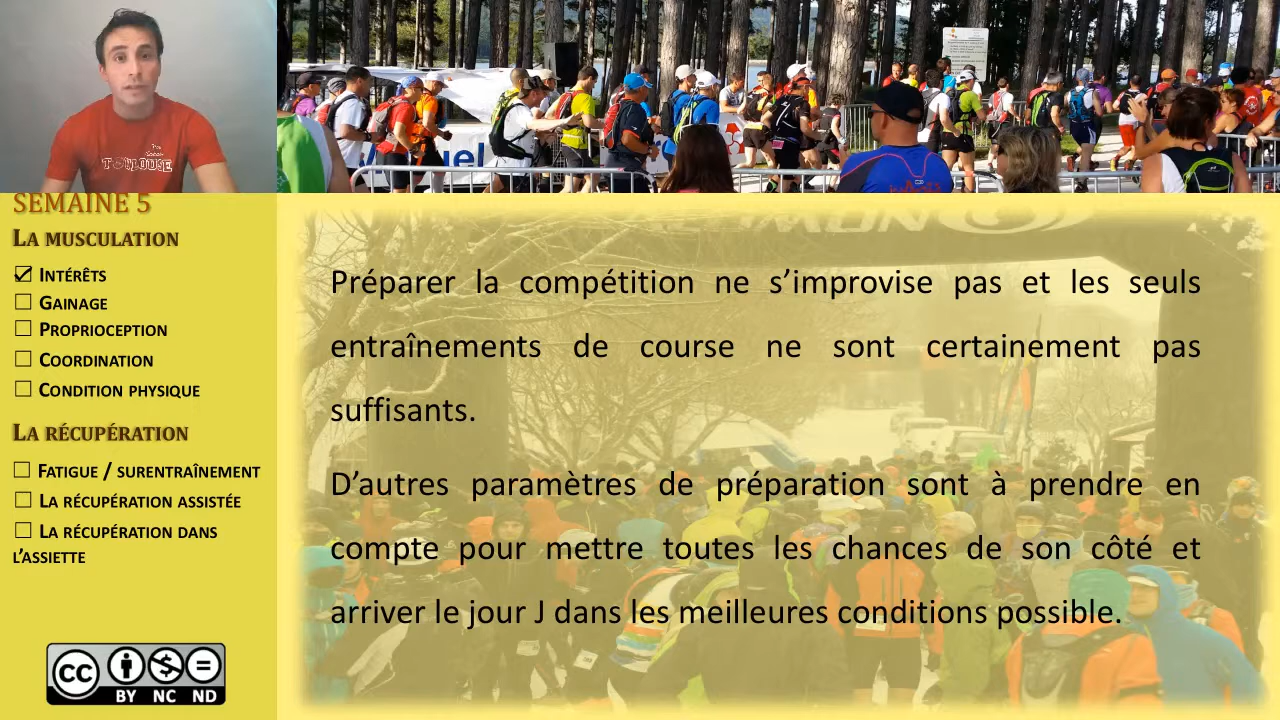 TOULOUSE
SEMAINE 5
LA MUSCULATION
INTÉRÊTS
GAINAGE
PROPRIOCEPTION
COORDINATION
CONDITION PHYSIQUE
LA RÉCUPÉRATION
FATIGUE / SURENTRAÎNEMENT
LA RÉCUPÉRATION ASSISTÉE
LA RÉCUPÉRATION DANS
L'ASSIETTE
cc
BY NC ND
Préparer la compétition ne s'improvise pas et les seuls
entraînements de course ne sont certainement pas
suffisants.
D'autres paramètres de préparation sont à prendre en
compte pour mettre toutes les chances de son côté et
arriver le jour J dans les meilleures conditions possible.